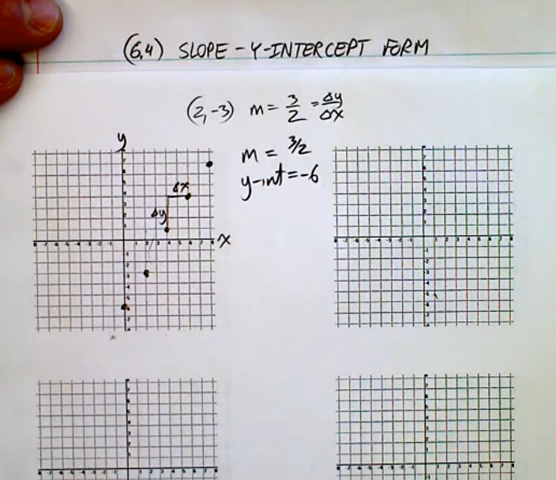 (6.4) SLOPE-Y-INTERCEPT FORM
(2,-3) m = 3/2 = Δy/Δx
m = 3/2
y-int = -6
y
Δx
Δy
x